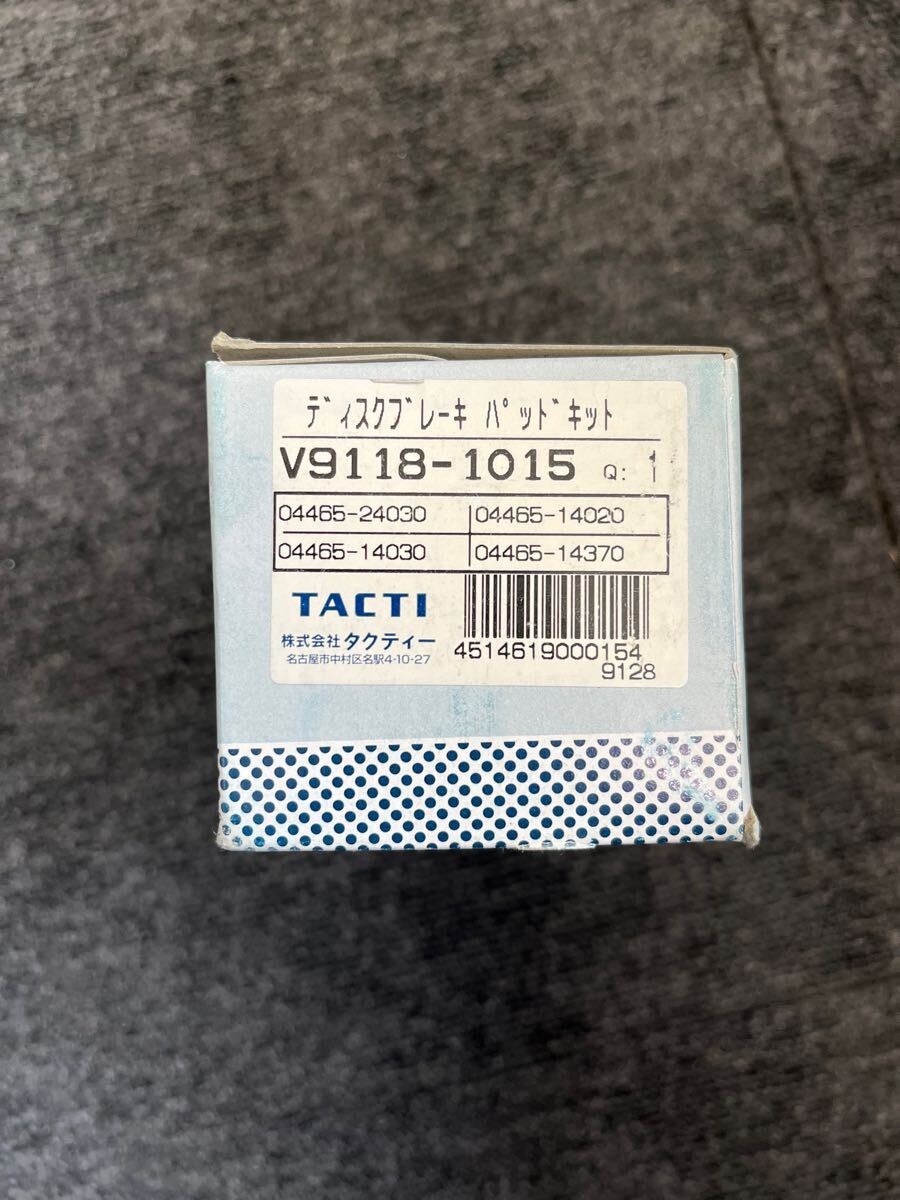 ディスクブレーキ パッドキット
V9118-1015 Q: 1
04465-24030 04465-14020
04465-14030 04465-14370
TACTI
株式会社 タクティー
名古屋市中村区名駅4-10-27
4514619000154
9128